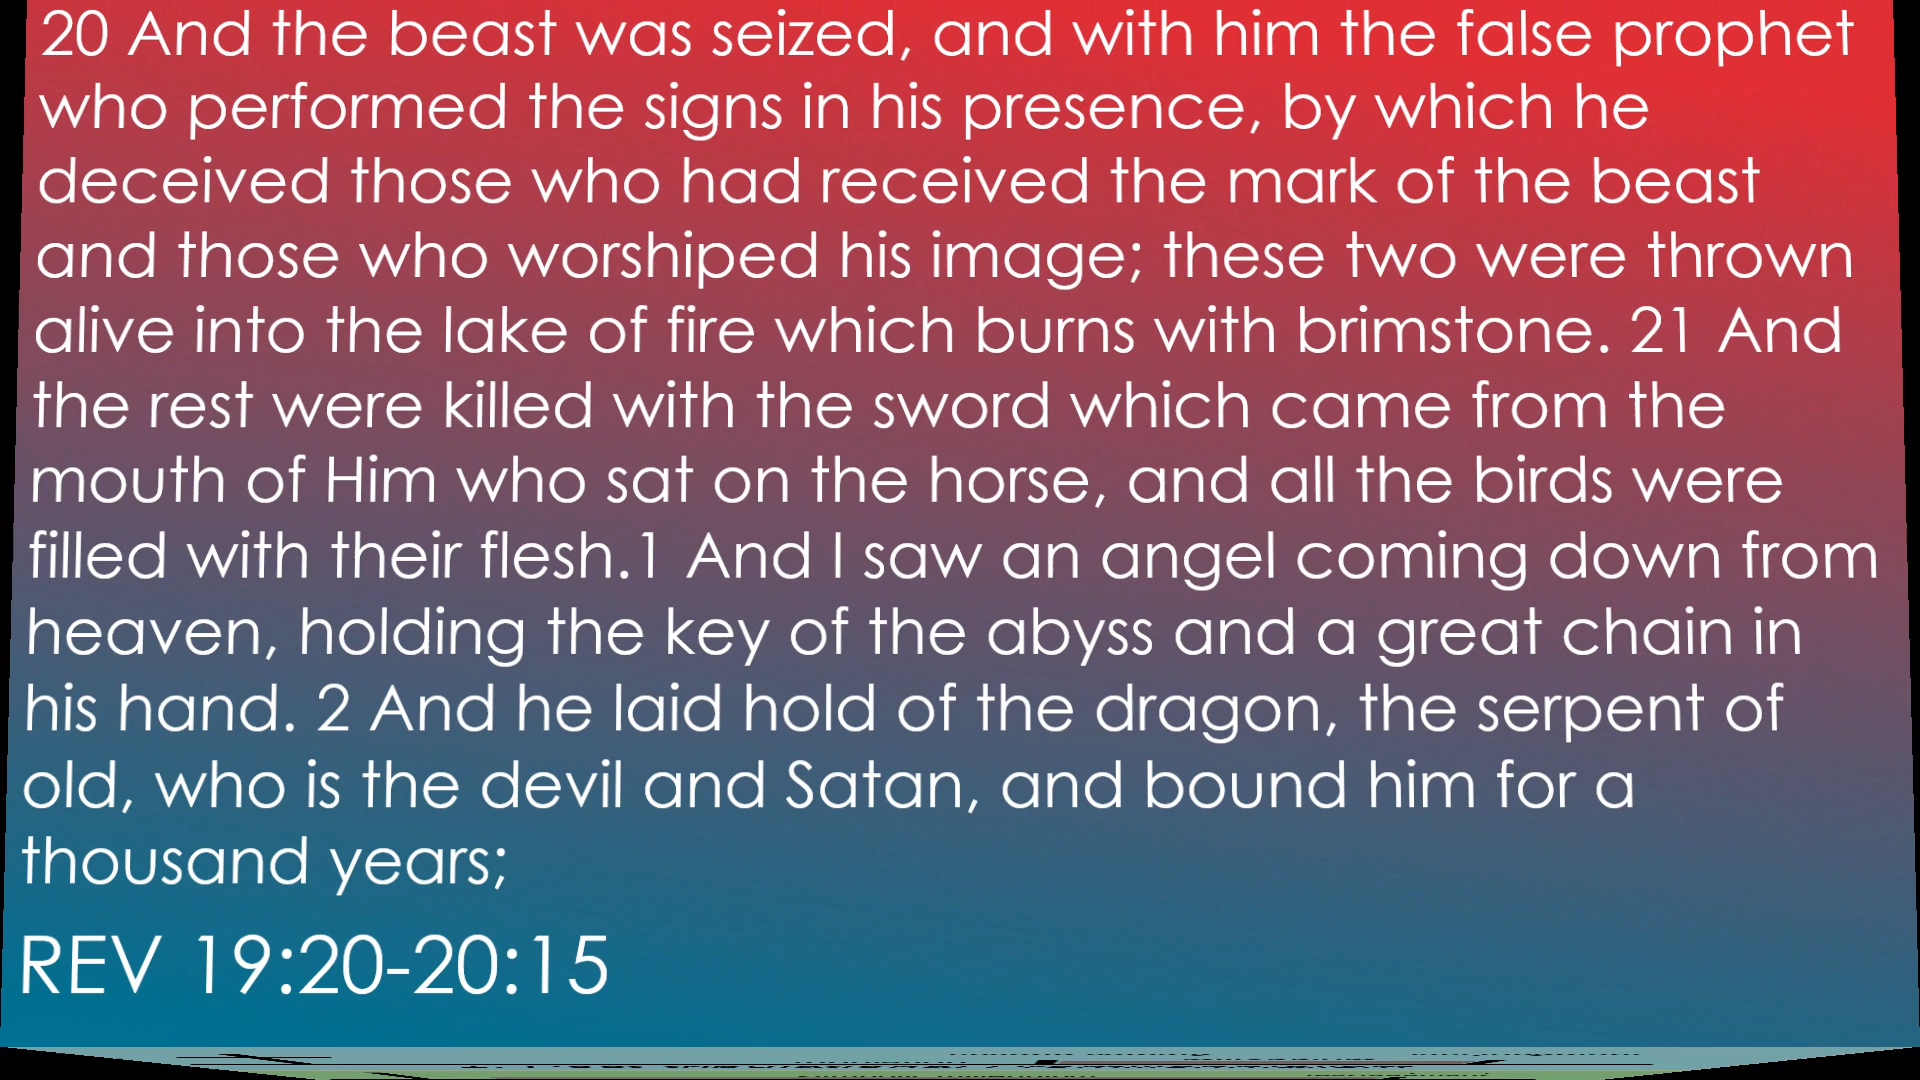 20 And the beast was seized, and with him the false prophet
who performed the signs in his presence, by which he
deceived those who had received the mark of the beast
and those who worshiped his image; these two were thrown
alive into the lake of fire which burns with brimstone. 21 And
the rest were killed with the sword which came from the
mouth of Him who sat on the horse, and all the birds were
filled with their flesh.1 And I saw an angel coming down from
heaven, holding the key of the abyss and a great chain in
his hand. 2 And he laid hold of the dragon, the serpent of
old, who is the devil and Satan, and bound him for a
thousand years;
REV 19:20-20:15